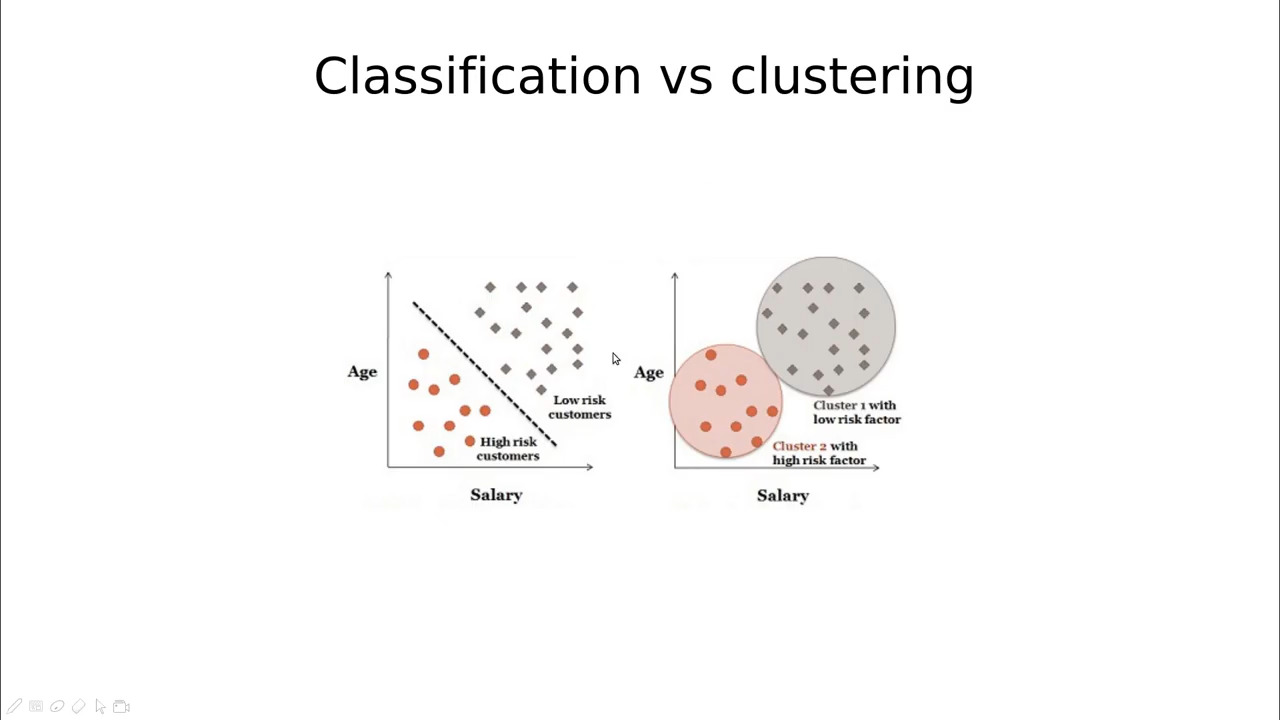 Classification vs clustering
Age
Low risk
customers
High risk
customers
Salary
Age
Cluster 1 with
low risk factor
Cluster 2 with
high risk factor
Salary